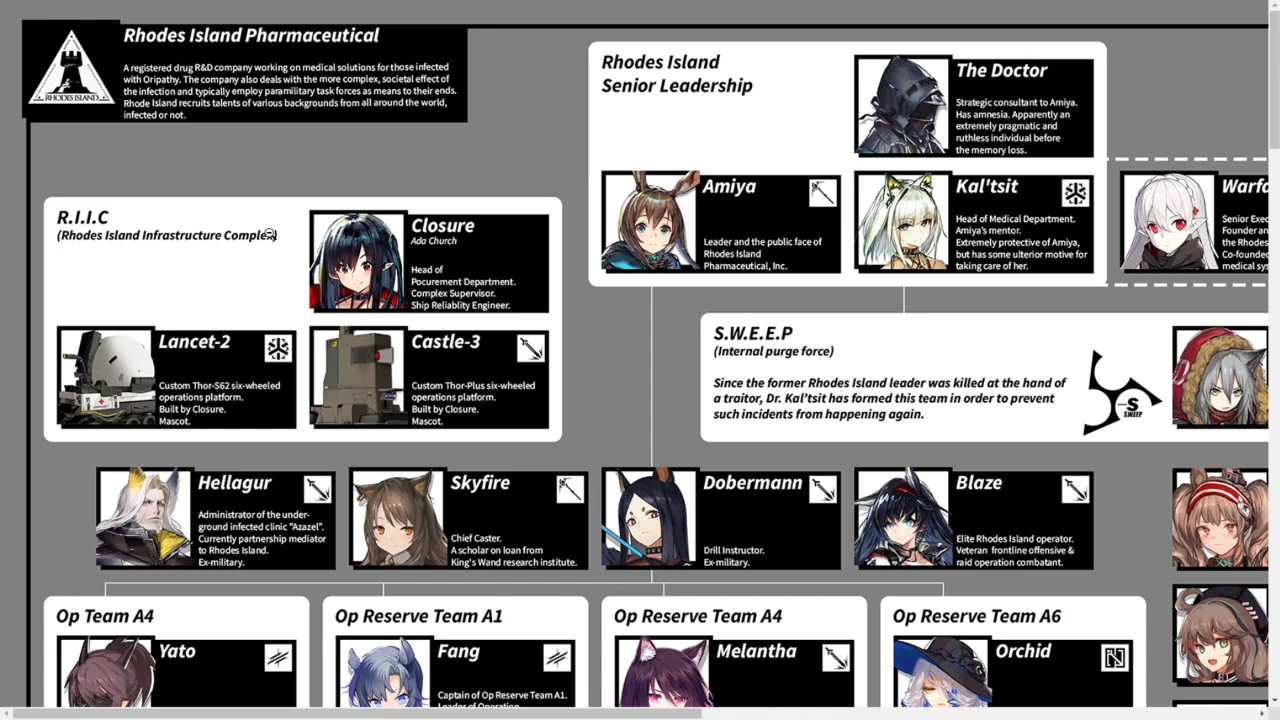 Rhodes Island Pharmaceutical
A registered drug R&D company working on medical solutions for those infected
with Oripathy. The company also deals with the more complex, societal effect of
the infection and typically employ paramilitary task forces as means to their ends.
Rhode Island recruits talents of various backgrounds from all around the world,
infected or not.
RHODES ISLAND
Rhodes Island
Senior Leadership
The Doctor
Strategic consultant to Amiya.
Has amnesia. Apparently an
extremely pragmatic and
ruthless individual before
the memory loss.
Amiya
Leader and the public face of
Rhodes Island
Pharmaceutical, Inc.
Kal'tsit
Head of Medical Department.
Amiya's mentor.
Extremely protective of Amiya,
but has some ulterior motive for
taking care of her.
Warfa
Senior Exec
Founder an
the Rhodes
Co-founded
medical sys
R.I.I.C
(Rhodes Island Infrastructure Complex)
Closure
Ada Church
Head of
Pocurement Department.
Complex Supervisor.
Ship Reliablity Engineer.
Lancet-2
Custom Thor-S62 six-wheeled
operations platform.
Built by Closure.
Mascot.
Castle-3
Custom Thor-Plus six-wheeled
operations platform.
Built by Closure.
Mascot.
S.W.E.E.P
(Internal purge force)
Since the former Rhodes Island leader was killed at the hand of
a traitor, Dr. Kal'tsit has formed this team in order to prevent
such incidents from happening again.
S
SWEEP
Hellagur
Administrator of the under-
ground infected clinic "Azazel".
Currently partnership mediator
to Rhodes Island.
Ex-military.
Skyfire
Chief Caster.
A scholar on loan from
King's Wand research institute.
Dobermann
Drill Instructor.
Ex-military.
Blaze
Elite Rhodes Island operator.
Veteran frontline offensive &
raid operation combatant.
Op Team A4
Yato
Op Reserve Team A1
Fang
Captain of Op Reserve Team A1.
Leader of Operation
Op Reserve Team A4
Melantha
Op Reserve Team A6
Orchid